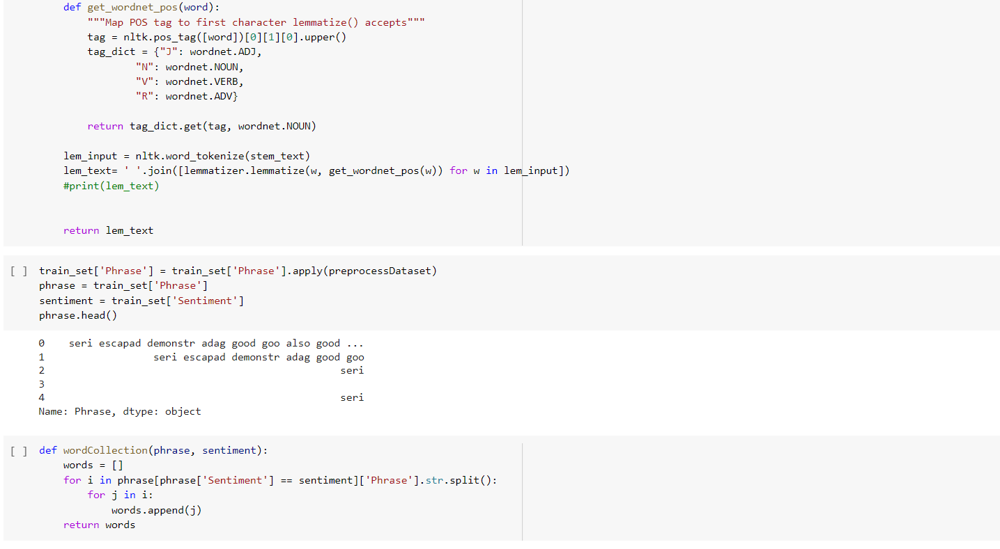 def get_wordnet_pos(word):
"""Map POS tag to first character lemmatize() accepts"""
tag = nltk.pos_tag([word])[0][1][0].upper()
tag_dict = {"J": wordnet.ADJ,
"N": wordnet.NOUN,
"V": wordnet.VERB,
"R": wordnet.ADV}
return tag_dict.get(tag, wordnet.NOUN)
lem_input = nltk.word_tokenize(stem_text)
lem_text= ' '.join([lemmatizer.lemmatize(w, get_wordnet_pos(w)) for w in lem_input])
#print(lem_text)
return lem_text
[ ] train_set['Phrase'] = train_set['Phrase'].apply(preprocessDataset)
phrase = train_set['Phrase']
sentiment = train_set['Sentiment']
phrase.head()
0 seri escapad demonstr adag good goo also good ...
1 seri escapad demonstr adag good goo
2 seri
3
4 seri
Name: Phrase, dtype: object
[ ] def wordCollection(phrase, sentiment):
words = []
for i in phrase[phrase['Sentiment'] == sentiment]['Phrase'].str.split():
for j in i:
words.append(j)
return words